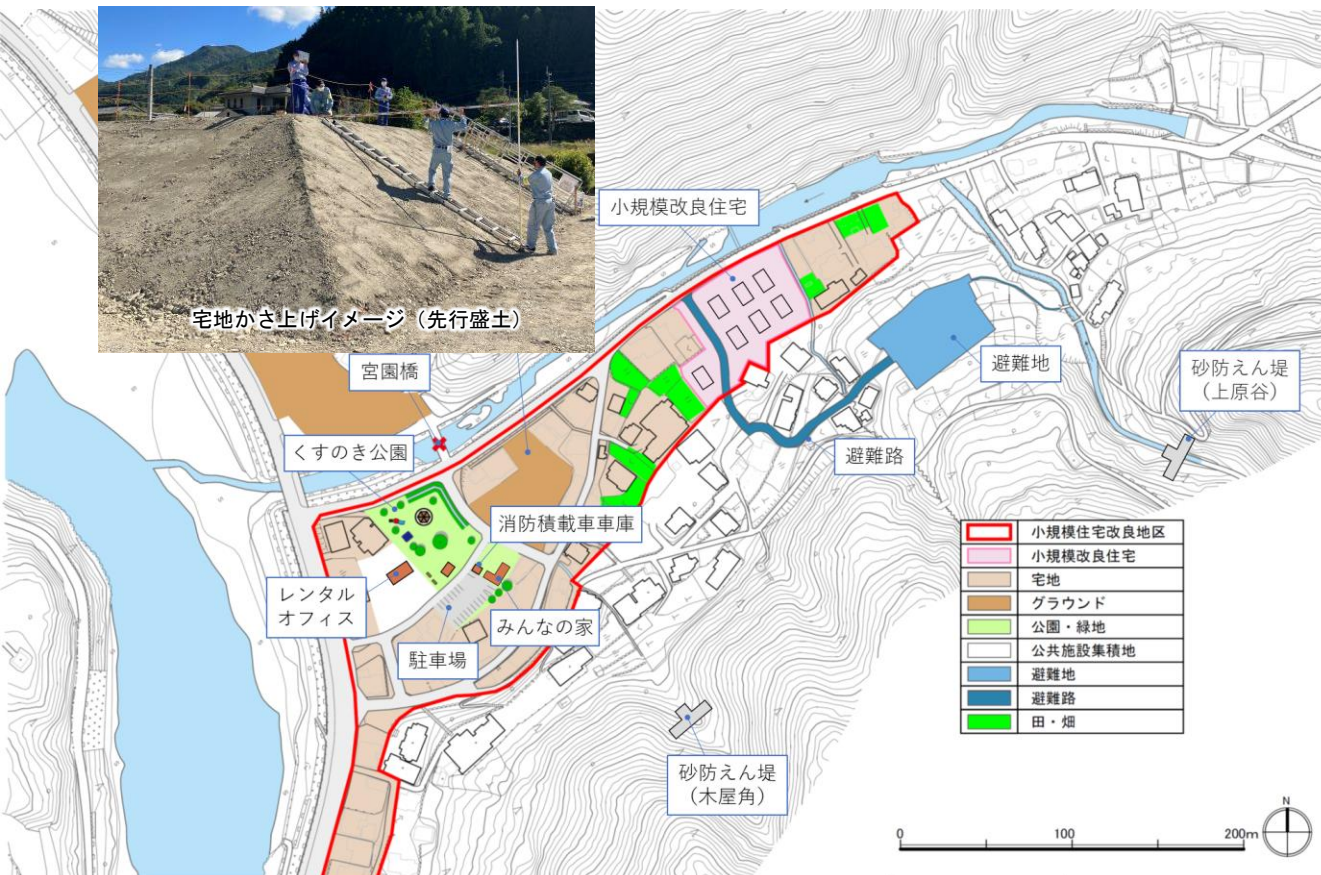 宅地かさ上げイメージ（先行盛土）
小規模改良住宅
宮園橋
くすのき公園
避難地
砂防えん堤
（上原谷）
避難路
消防積載車車庫
レンタル
オフィス
みんなの家
駐車場
砂防えん堤
（木屋角）
小規模住宅改良地区
小規模改良住宅
宅地
グラウンド
公園・緑地
公共施設集積地
避難地
避難路
田・畑
0 100 200m
N